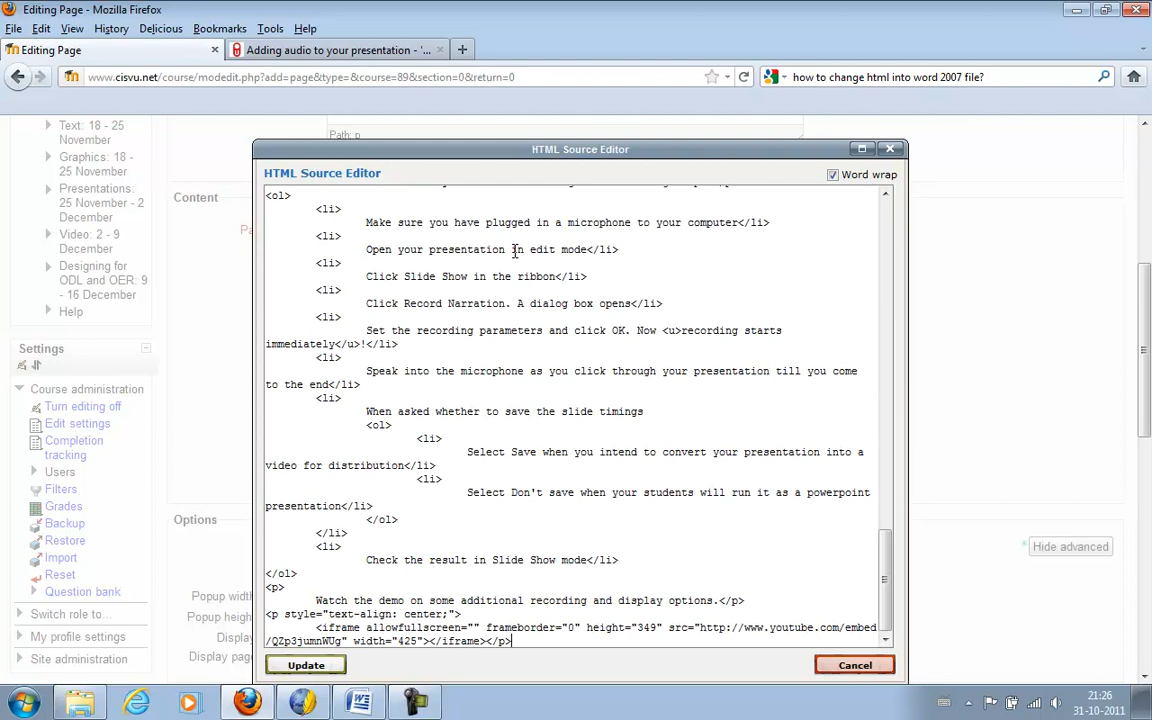 Editing Page - Mozilla Firefox
File Edit View History Delicious Bookmarks Tools Help
Editing Page
Adding audio to your presentation - '...
www.cisvu.net/course/modedit.php?add=page&type=&course=89&section=0&return=0
how to change html into word 2007 file?
Text: 18 - 25
November
Graphics: 18 -
25 November
Presentations:
25 November - 2
December
Video: 2 - 9
December
Designing for
ODL and OER: 9
- 16 December
Help
Settings
Course administration
Turn editing off
Edit settings
Completion
tracking
Users
Filters
Grades
Backup
Restore
Import
Reset
Question bank
Switch role to...
My profile settings
Site administration
Path: p
Content
Options
Hide advanced
HTML Source Editor
HTML Source Editor
Word wrap
<ol>
<li>
Make sure you have plugged in a microphone to your computer</li>
<li>
Open your presentation in edit mode</li>
<li>
Click Slide Show in the ribbon</li>
<li>
Click Record Narration. A dialog box opens</li>
<li>
Set the recording parameters and click OK. Now <u>recording starts
immediately</u>!</li>
<li>
Speak into the microphone as you click through your presentation till you come
to the end</li>
<li>
When asked whether to save the slide timings
<ol>
<li>
Select Save when you intend to convert your presentation into a
video for distribution</li>
<li>
Select Don't save when your students will run it as a powerpoint
presentation</li>
</ol>
</li>
<li>
Check the result in Slide Show mode</li>
</ol>
<p>
Watch the demo on some additional recording and display options.</p>
<p style="text-align: center;">
<iframe allowfullscreen="" frameborder="0" height="349" src="http://www.youtube.com/embed
/QZp3jumnWUg" width="425"></iframe></p>
Popup width
Popup heigh
Display
Display page
Update
Cancel
21:26
31-10-2011